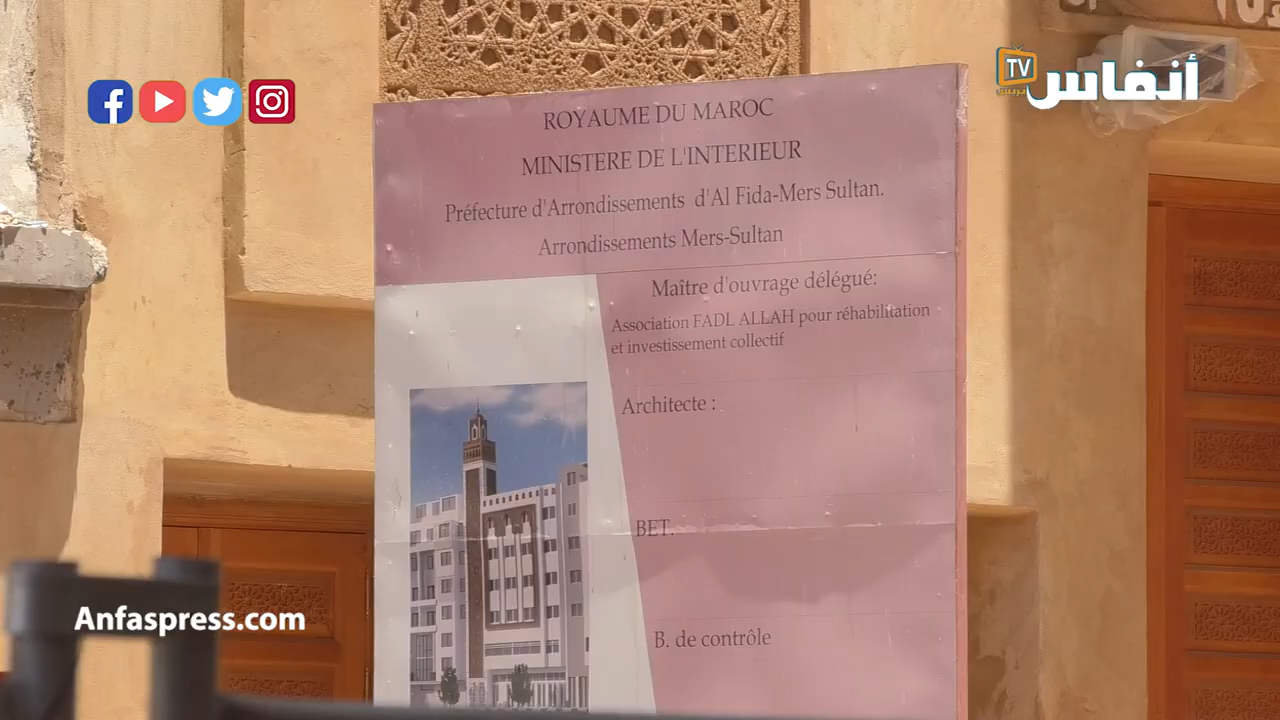 TV
أنفاس
بريس
ROYAUME DU MAROC
MINISTERE DE L'INTERIEUR
Préfecture d'Arrondissements d'Al Fida-Mers Sultan.
Arrondissements Mers-Sultan
Maître d'ouvrage délégué:
Association FADL ALLAH pour réhabilitation
et investissement collectif
Architecte :
BET.
B. de contrôle
Anfaspress.com